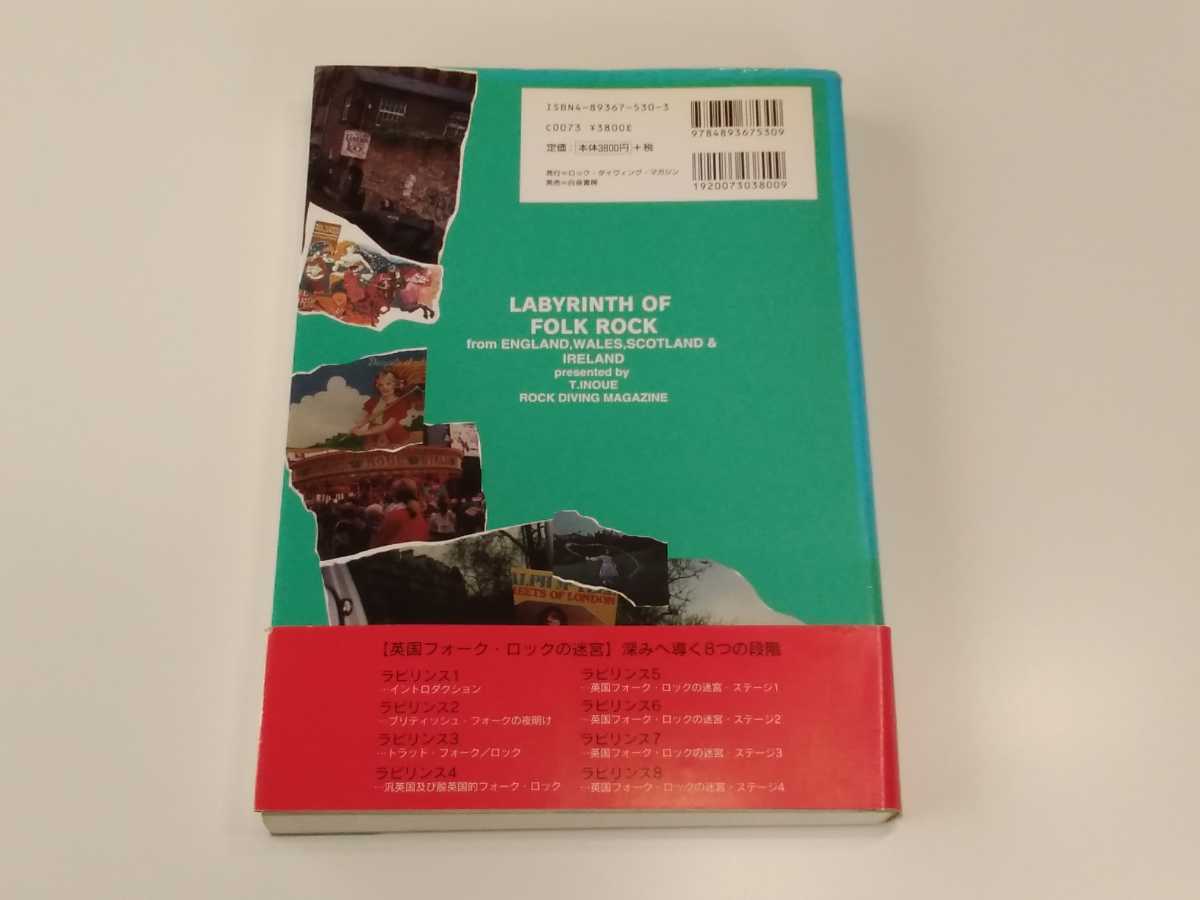 ISBN4-89367-530-3
C0073 ¥3800E
定価：本体3800円＋税
発行＝ロック・ダイヴィング・マガジン
発売＝白夜書房
9784893675309
1920073038009
LABYRINTH OF
FOLK ROCK
from ENGLAND,WALES,SCOTLAND &
IRELAND
presented by
T.INOUE
ROCK DIVING MAGAZINE
OF LONDON
【英国フォーク・ロックの迷宮】深みへ導く8つの段階
ラビリンス1
…イントロダクション
ラビリンス2
…ブリティッシュ・フォークの夜明け
ラビリンス3
…トラッド・フォーク／ロック
ラビリンス4
…汎英国及び脱英国的フォーク・ロック
ラビリンス5
…英国フォーク・ロックの迷宮・ステージ1
ラビリンス6
…英国フォーク・ロックの迷宮・ステージ2
ラビリンス7
…英国フォーク・ロックの迷宮・ステージ3
ラビリンス8
…英国フォーク・ロックの迷宮・ステージ4